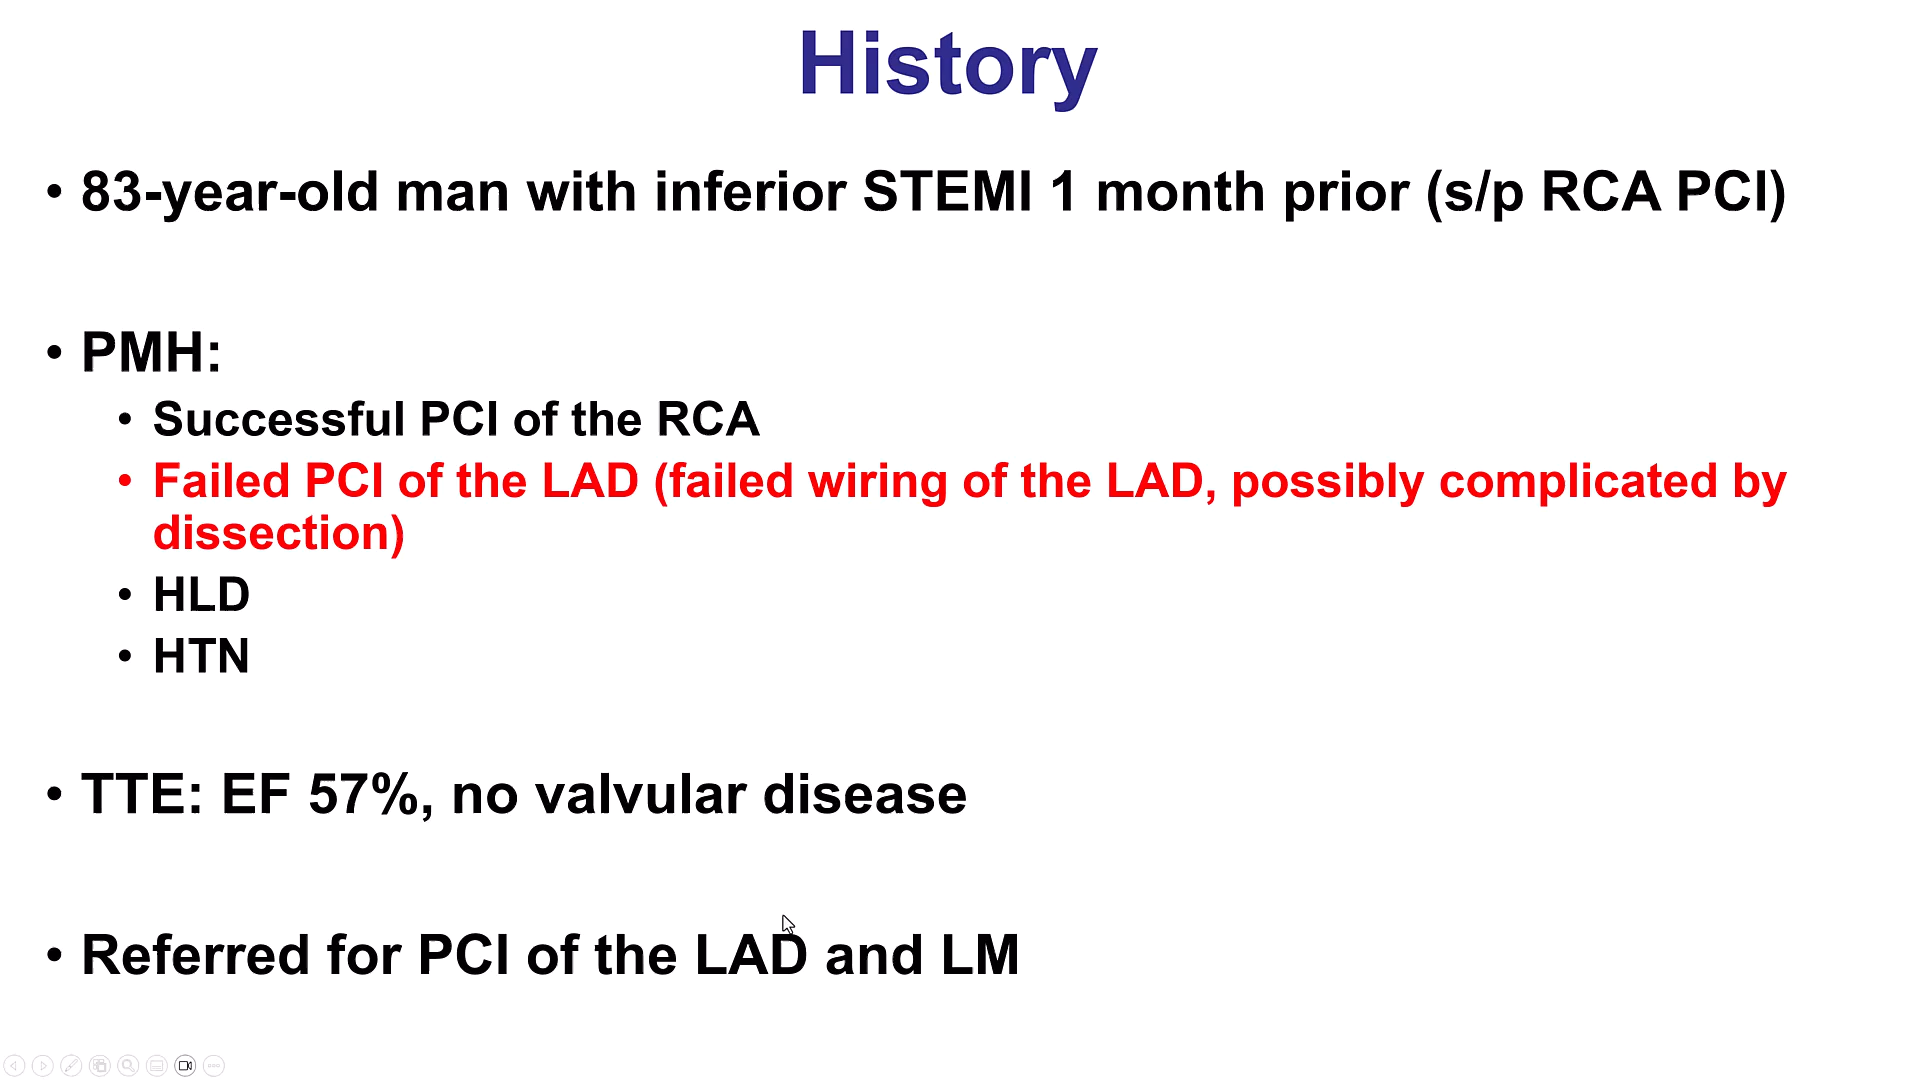 History
• 83-year-old man with inferior STEMI 1 month prior (s/p RCA PCI)
• PMH:
• Successful PCI of the RCA
• Failed PCI of the LAD (failed wiring of the LAD, possibly complicated by
dissection)
• HLD
• HTN
• TTE: EF 57%, no valvular disease
• Referred for PCI of the LAD and LM